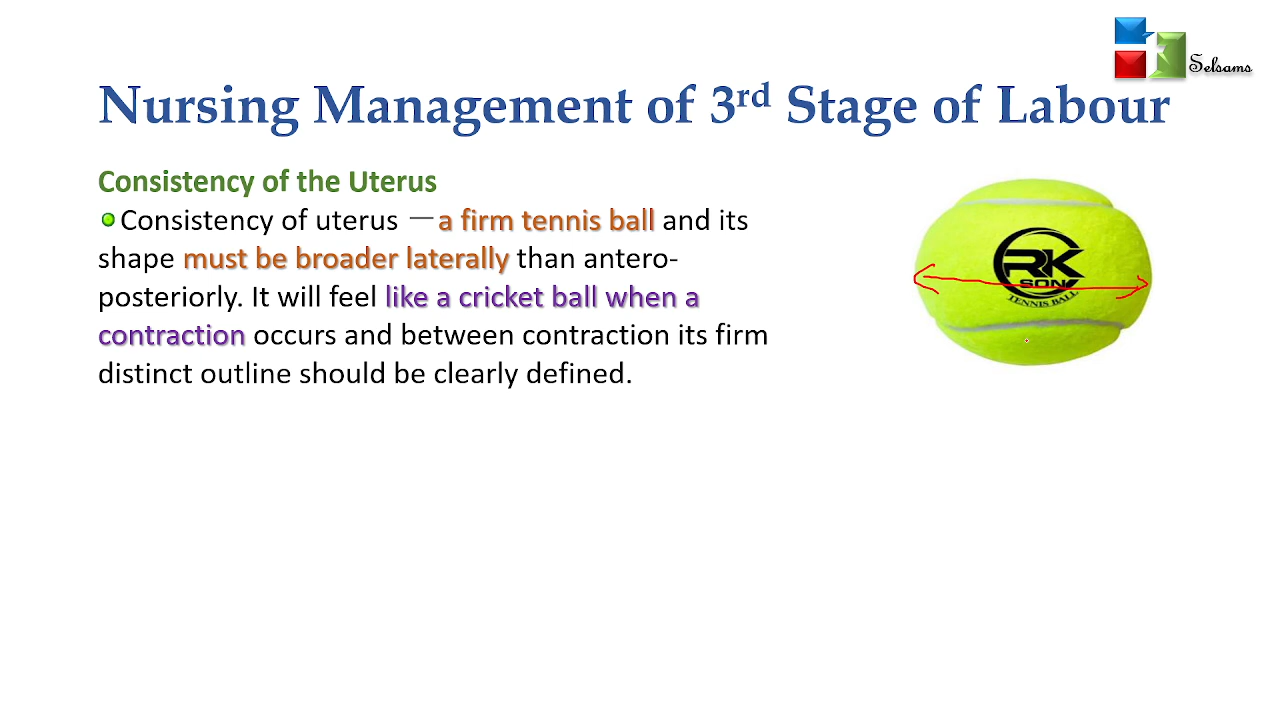 Selsams
Nursing Management of 3rd Stage of Labour
Consistency of the Uterus
Consistency of uterus — a firm tennis ball and its
shape must be broader laterally than antero-
posteriorly. It will feel like a cricket ball when a
contraction occurs and between contraction its firm
distinct outline should be clearly defined.
RK
SON
TENNIS BALL